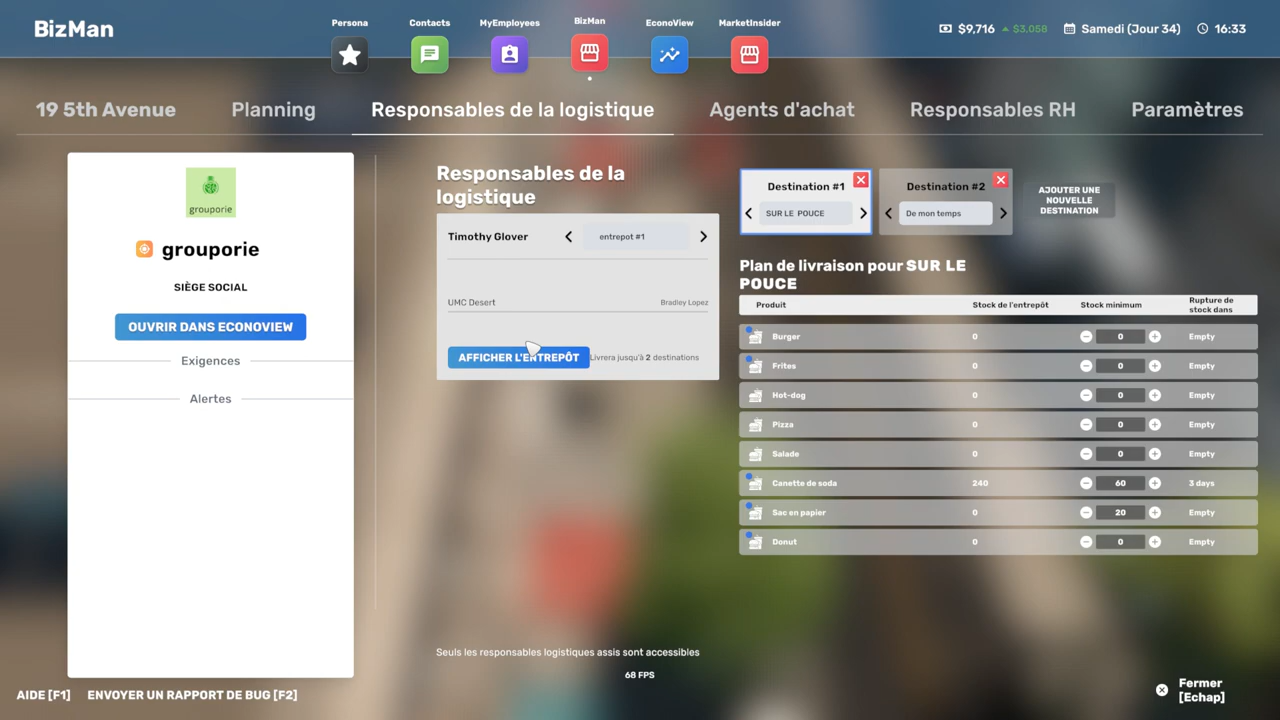 BizMan
Persona
Contacts
MyEmployees
BizMan
EconoView
MarketInsider
$9,716
$3.058
Samedi (Jour 34)
16:33
19 5th Avenue
Planning
Responsables de la logistique
Agents d'achat
Responsables RH
Paramètres
grouporie
grouporie
SIÈGE SOCIAL
OUVRIR DANS ECONOVIEW
Exigences
Alertes
Responsables de la
logistique
Timothy Glover
entrepot #1
UMC Desert
Bradley Lopez
AFFICHER L'ENTREPÔT
Livrera jusqu'à 2 destinations
Destination #1
SUR LE POUCE
Destination #2
De mon temps
AJOUTER UNE
NOUVELLE
DESTINATION
Plan de livraison pour SUR LE
POUCE
Produit Stock de l'entrepôt Stock minimum Rupture de
stock dans
Burger 0 0 Empty
Frites 0 0 Empty
Hot-dog 0 0 Empty
Pizza 0 0 Empty
Salade 0 0 Empty
Canette de soda 240 60 3 days
Sac en papier 0 20 Empty
Donut 0 0 Empty
Seuls les responsables logistiques assis sont accessibles
68 FPS
AIDE [F1]
ENVOYER UN RAPPORT DE BUG [F2]
Fermer
[Echap]